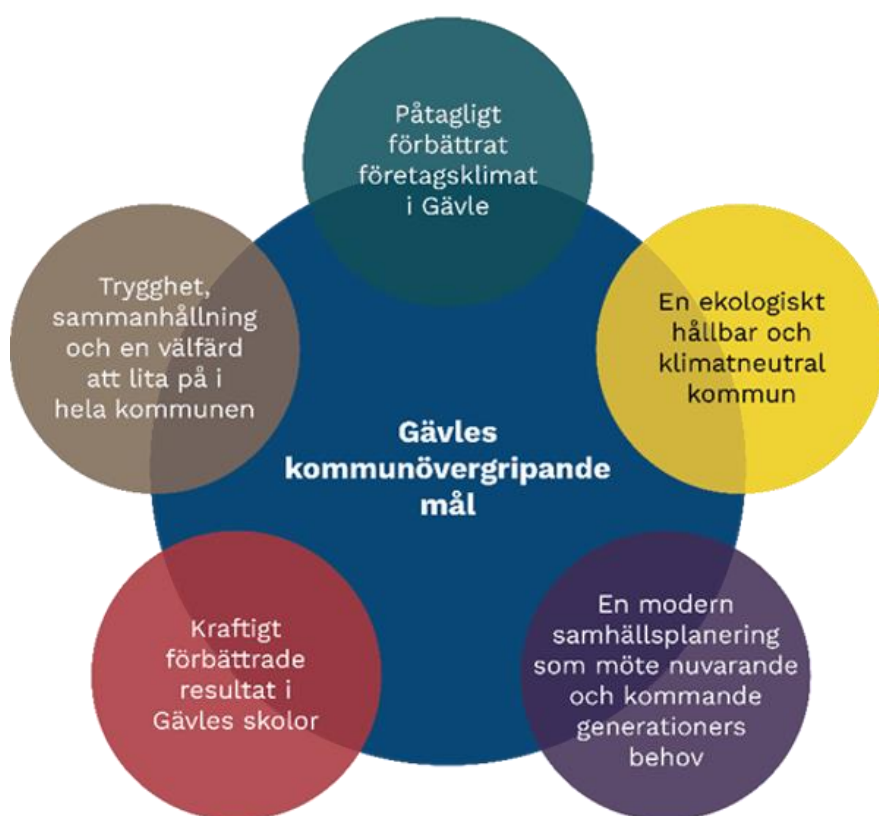 Påtagligt
förbättrat
företagsklimat
i Gävle
Trygghet,
sammanhållning
och en välfärd
att lita på i
hela kommunen
En ekologiskt
hållbar och
klimatneutral
kommun
Gävles
kommunövergripande
mål
Kraftigt
förbättrade
resultat i
Gävles skolor
En modern
samhällsplanering
som möte nuvarande
och kommande
generationers
behov